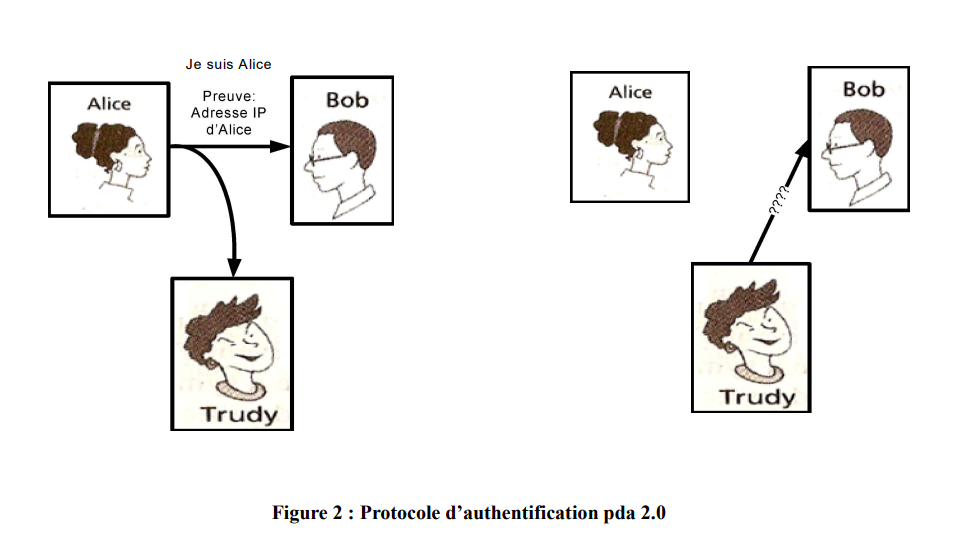 Je suis Alice
Alice
Preuve:
Adresse IP
d'Alice
Bob
Trudy
Alice
Bob
????
Trudy
Figure 2 : Protocole d'authentification pda 2.0